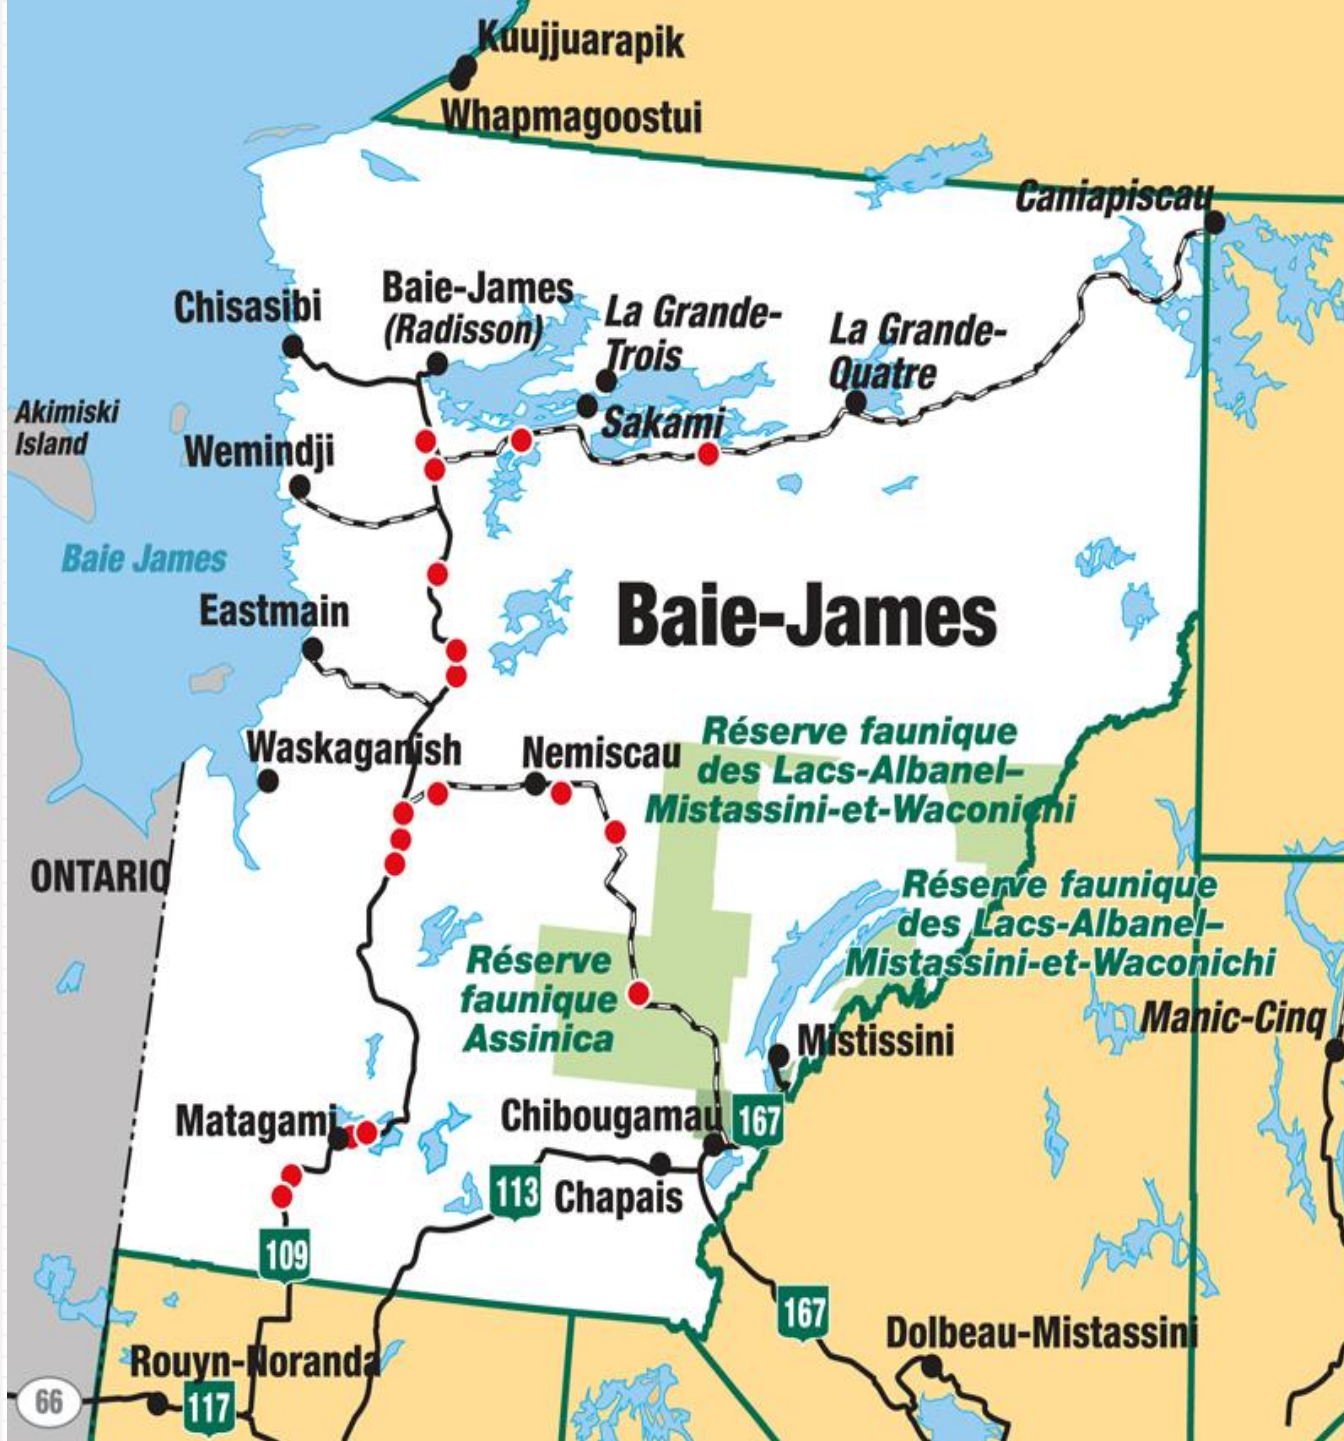 Kuujjuarapik
Whapmagoostui
Caniapiscau
Chisasibi
Baie-James
(Radisson)
La Grande-
Trois
La Grande-
Quatre
Akimiski
Island
Wemindji
Sakami
Baie James
Eastmain
Baie-James
Waskaganish
Nemiscau
Réserve faunique
des Lacs-Albanel–
Mistassini-et-Waconichi
ONTARIO
Réserve faunique
des Lacs-Albanel–
Mistassini-et-Waconichi
Réserve
faunique
Assinica
Manic-Cinq
Mistissini
Matagami
Chibougamau
167
113
Chapais
109
167
Dolbeau-Mistassini
Rouyn-Noranda
66
117